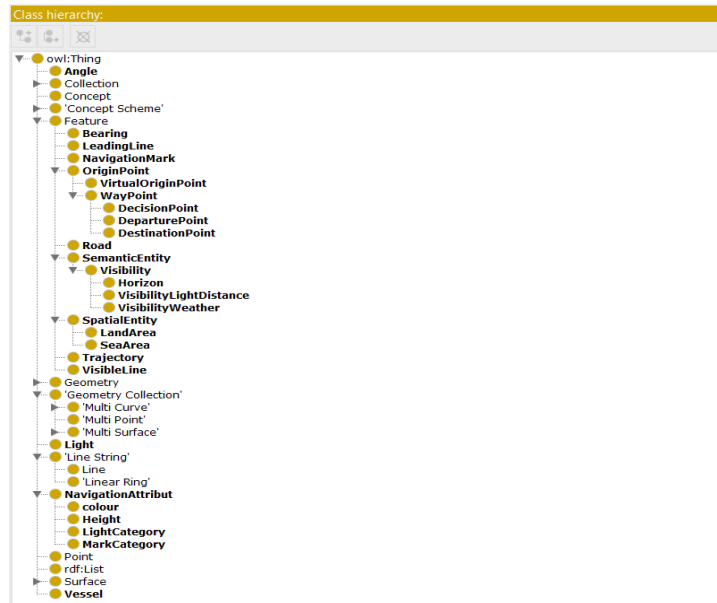 Class hierarchy:
owl:Thing
Angle
Collection
Concept
'Concept Scheme'
Feature
Bearing
LeadingLine
NavigationMark
OriginPoint
VirtualOriginPoint
WayPoint
DecisionPoint
DeparturePoint
DestinationPoint
Road
SemanticEntity
Visibility
Horizon
VisibilityLightDistance
VisibilityWeather
SpatialEntity
LandArea
SeaArea
Trajectory
VisibleLine
Geometry
'Geometry Collection'
'Multi Curve'
'Multi Point'
'Multi Surface'
Light
'Line String'
Line
'Linear Ring'
NavigationAttribut
colour
Height
LightCategory
MarkCategory
Point
rdf:List
Surface
Vessel